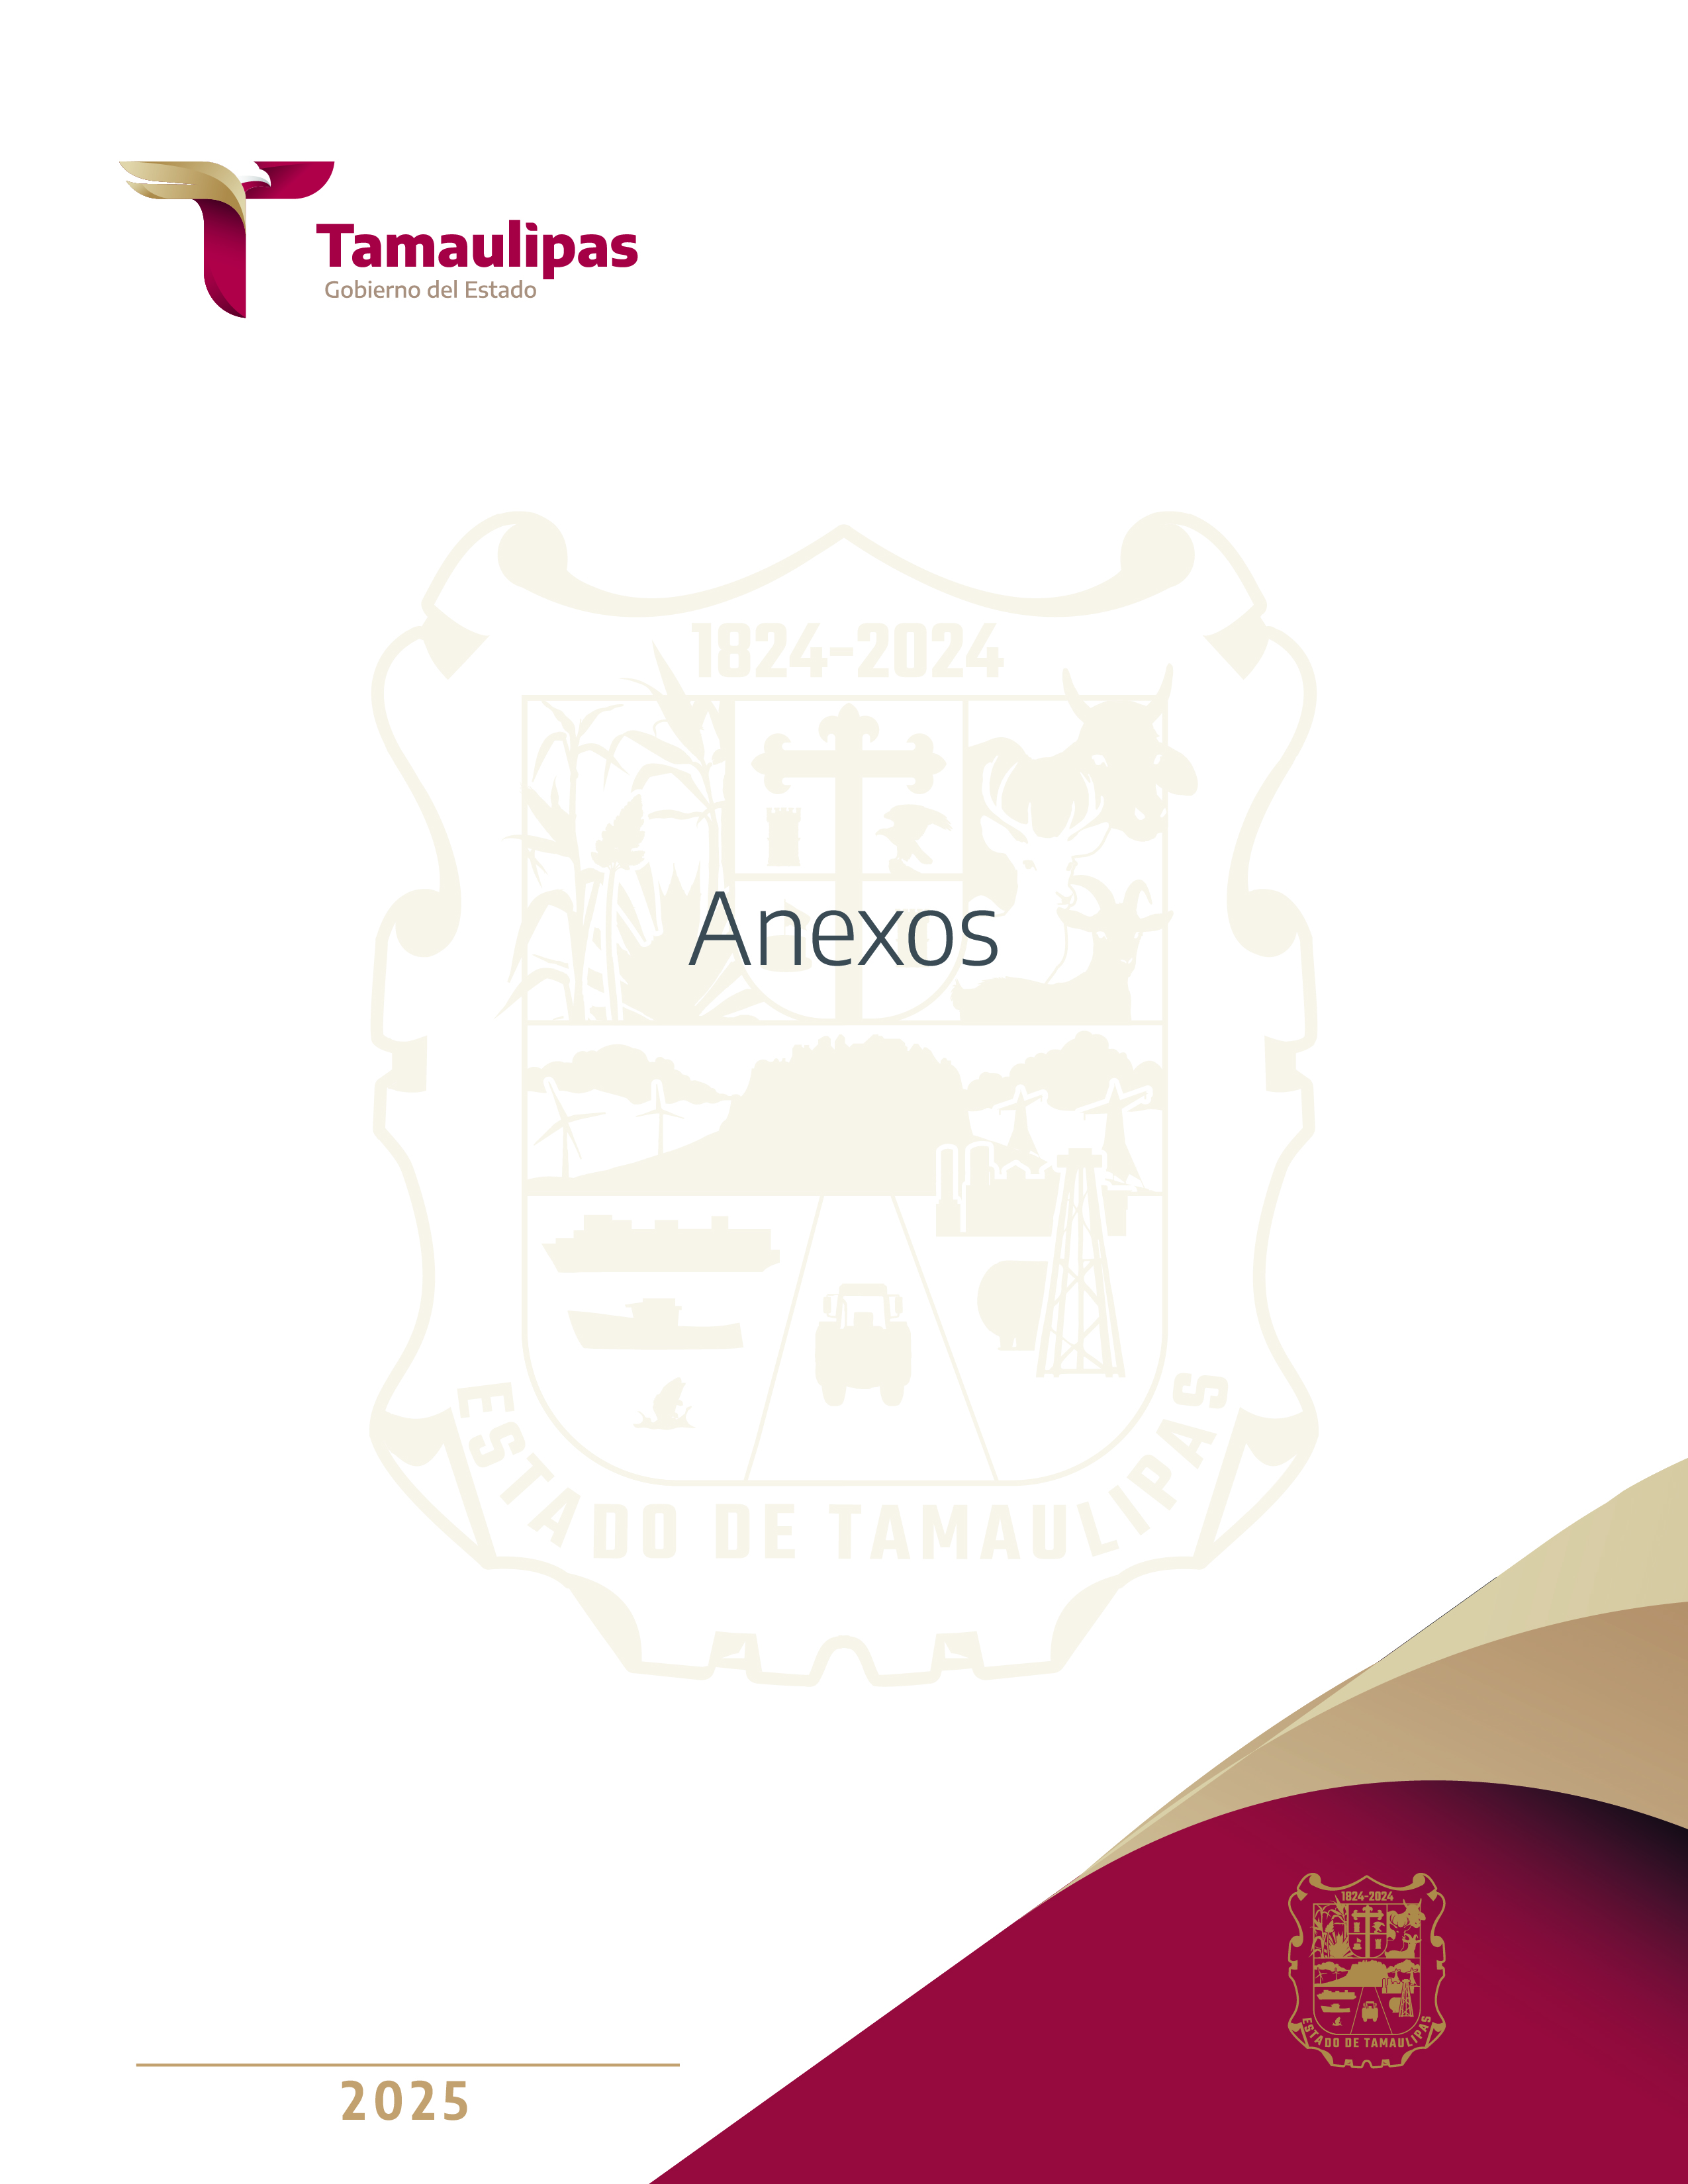 Tamaulipas
Gobierno del Estado
1824-2024
Anexos
ESTADO DE TAMAULIPAS
1824-2024
ESTADO DE TAMAULIPAS
2025